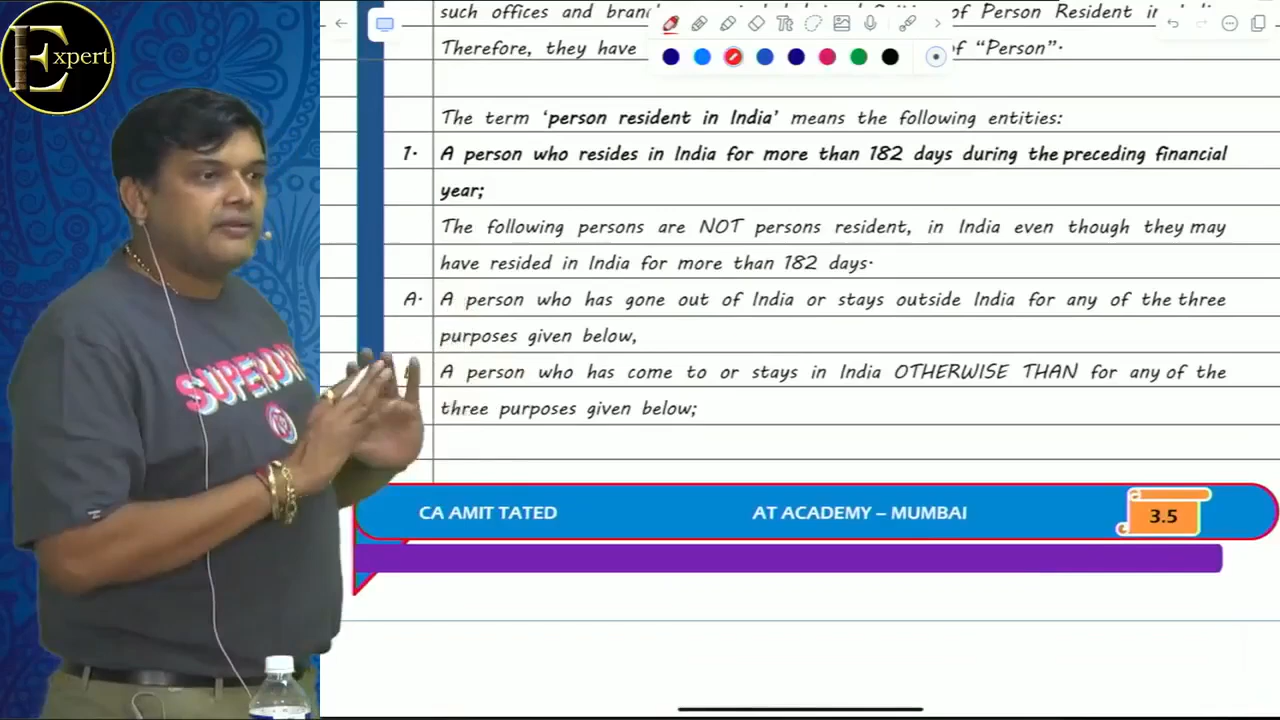 Expert
such offices and
of Person Resident in
Therefore, they have
of "Person".
The term 'person resident in India' means the following entities:
1. A person who resides in India for more than 182 days during the preceding financial
year;
The following persons are NOT persons resident, in India even though they may
have resided in India for more than 182 days.
A. A person who has gone out of India or stays outside India for any of the three
purposes given below,
A person who has come to or stays in India OTHERWISE THAN for any of the
three purposes given below;
CA AMIT TATED
AT ACADEMY – MUMBAI
3.5